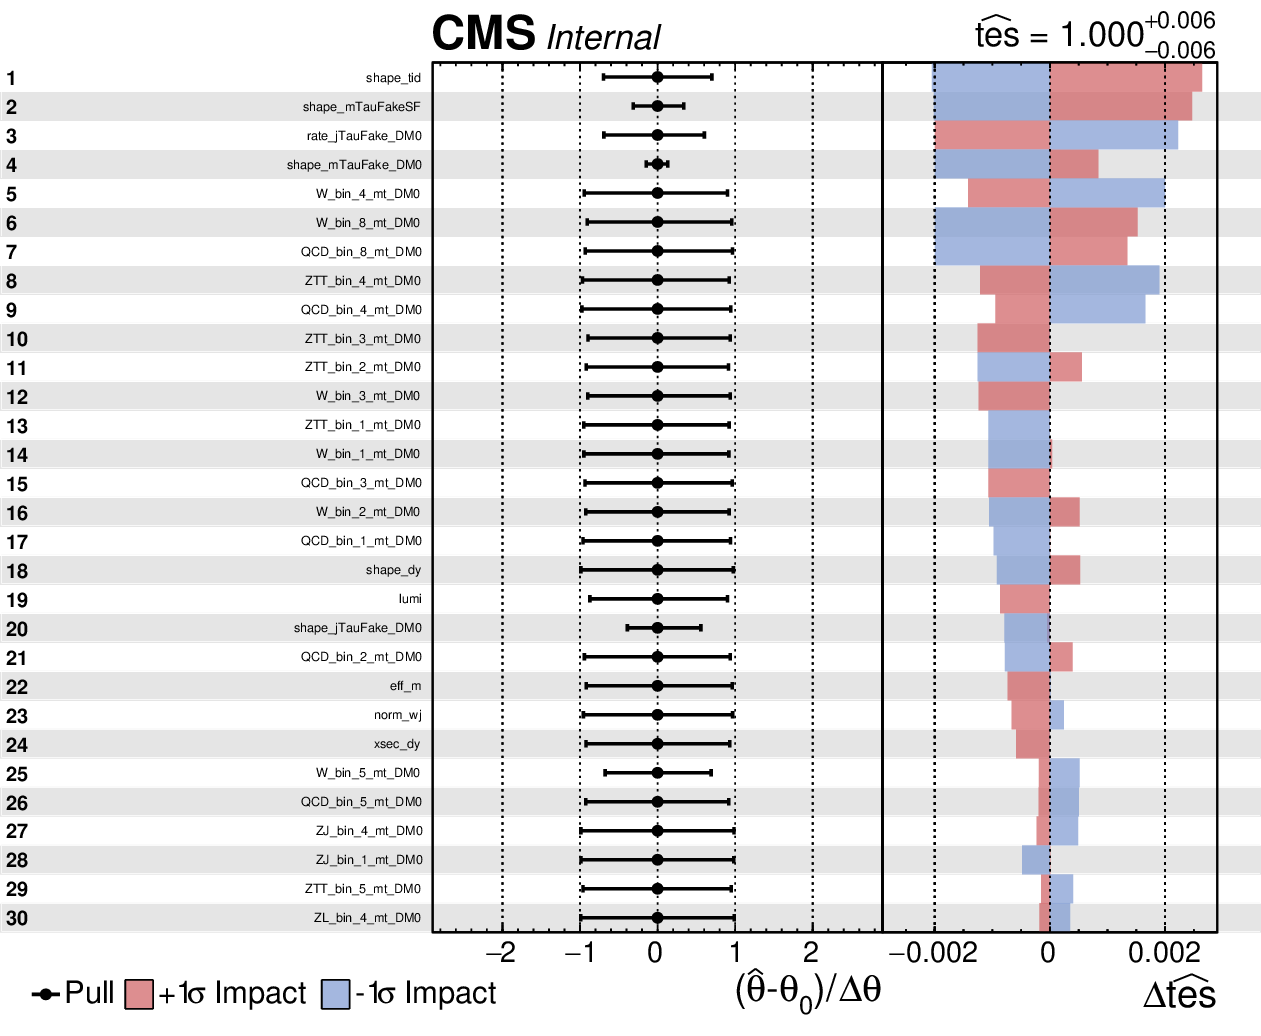 CMS Internal
t̂es = 1.000 +0.006 −0.006
1 shape_tid
2 shape_mTauFakeSF
3 rate_jTauFake_DM0
4 shape_mTauFake_DM0
5 W_bin_4_mt_DM0
6 W_bin_8_mt_DM0
7 QCD_bin_8_mt_DM0
8 ZTT_bin_4_mt_DM0
9 QCD_bin_4_mt_DM0
10 ZTT_bin_3_mt_DM0
11 ZTT_bin_2_mt_DM0
12 W_bin_3_mt_DM0
13 ZTT_bin_1_mt_DM0
14 W_bin_1_mt_DM0
15 QCD_bin_3_mt_DM0
16 W_bin_2_mt_DM0
17 QCD_bin_1_mt_DM0
18 shape_dy
19 lumi
20 shape_jTauFake_DM0
21 QCD_bin_2_mt_DM0
22 eff_m
23 norm_wj
24 xsec_dy
25 W_bin_5_mt_DM0
26 QCD_bin_5_mt_DM0
27 ZJ_bin_4_mt_DM0
28 ZJ_bin_1_mt_DM0
29 ZTT_bin_5_mt_DM0
30 ZL_bin_4_mt_DM0
−2 −1 0 1 2 −0.002 0 0.002
Pull +1σ Impact -1σ Impact (θ̂-θ₀)/Δθ Δt̂es